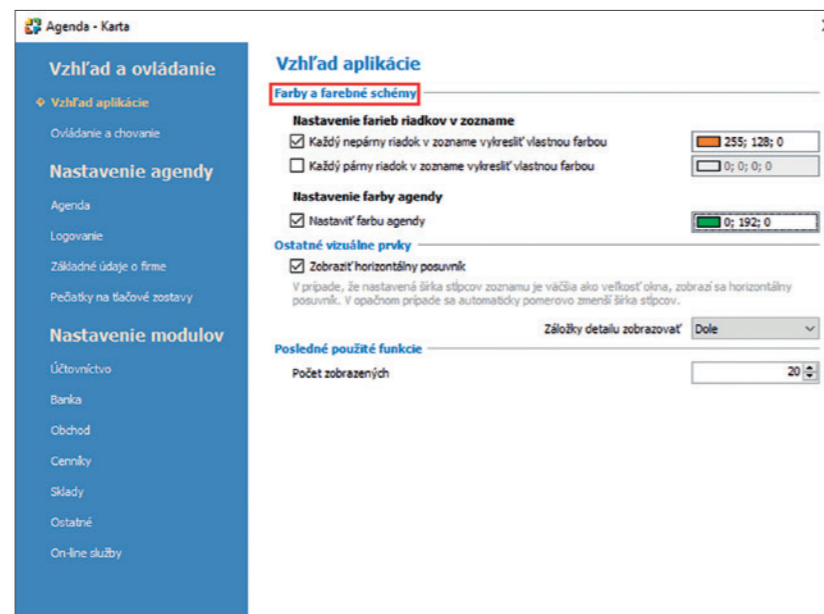 Agenda - Karta
Vzhľad a ovládanie
Vzhľad aplikácie
Ovládanie a chovanie
Nastavenie agendy
Agenda
Logovanie
Základné údaje o firme
Pečiatky na tlačové zostavy
Nastavenie modulov
Účtovníctvo
Banka
Obchod
Cenníky
Sklady
Ostatné
On-line služby
Vzhľad aplikácie
Farby a farebné schémy
Nastavenie farieb riadkov v zozname
Každý nepárny riadok v zozname vykresliť vlastnou farbou 255; 128; 0
Každý párny riadok v zozname vykresliť vlastnou farbou 0; 0; 0; 0
Nastavenie farby agendy
Nastaviť farbu agendy 0; 192; 0
Ostatné vizuálne prvky
Zobraziť horizontálny posuvník
V prípade, že nastavená šírka stĺpcov zoznamu je väčšia ako veľkosť okna, zobrazí sa horizontálny
posuvník. V opačnom prípade sa automaticky pomerovo zmenší šírka stĺpcov.
Záložky detailu zobrazovať Dole
Posledné použité funkcie
Počet zobrazených 20